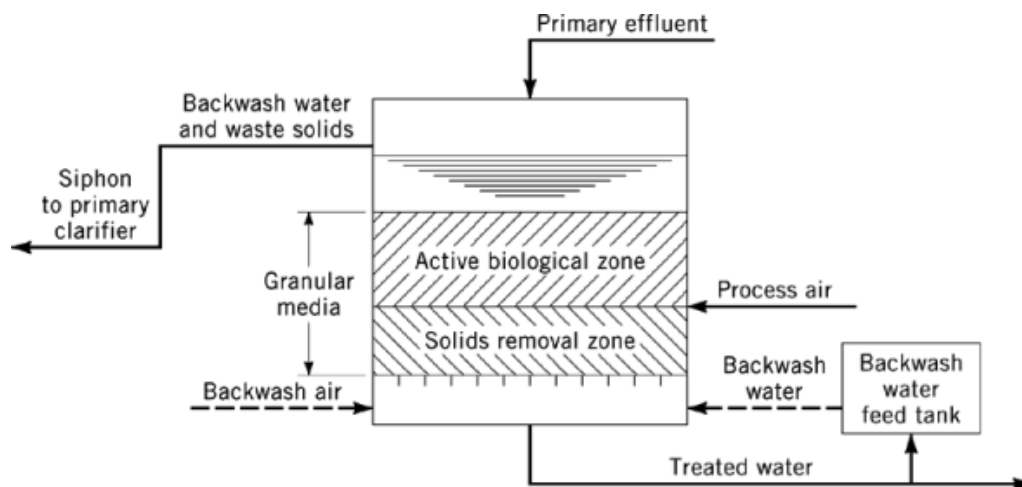 Primary effluent
Backwash water
and waste solids
Siphon
to primary
clarifier
Active biological zone
Granular
media
Process air
Solids removal zone
Backwash air
Backwash
water
Backwash
water
feed tank
Treated water